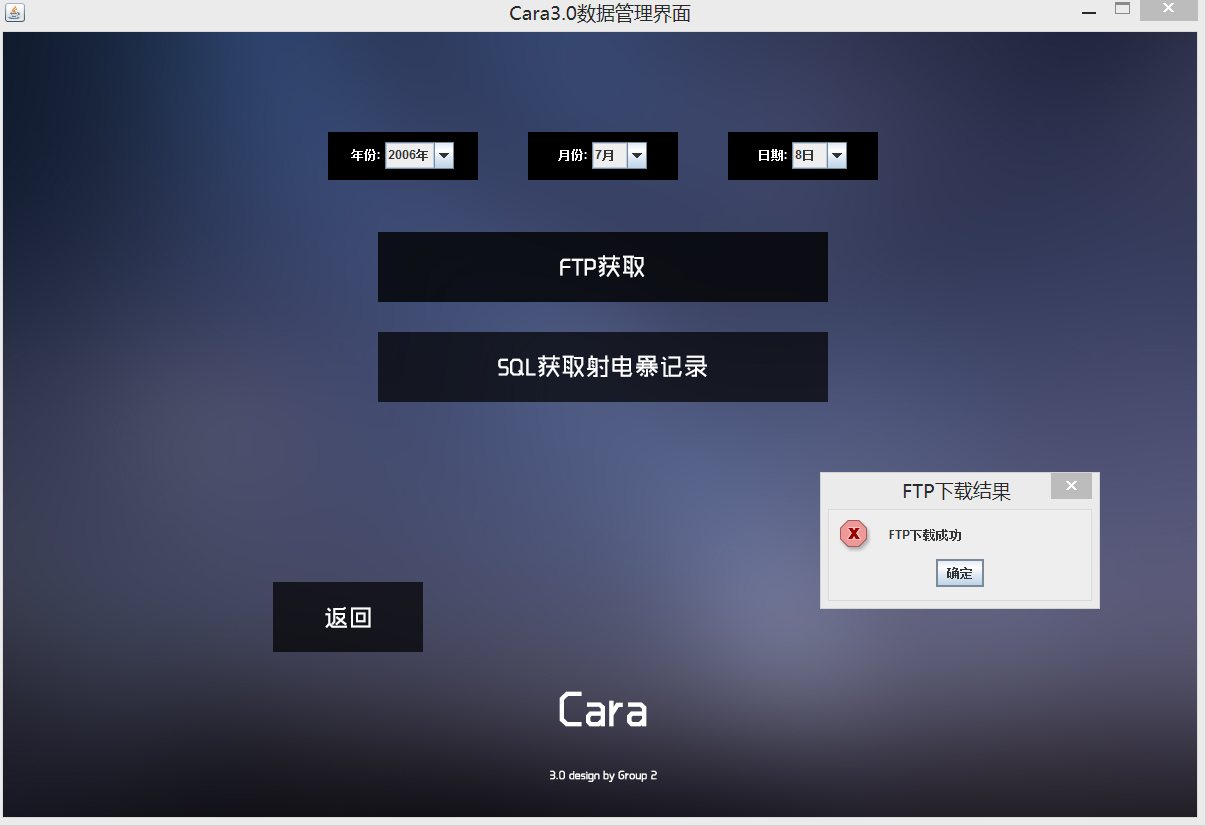 Cara3.0数据管理界面
年份: 2006年 月份: 7月 日期: 8日
FTP获取
SQL获取射电暴记录
FTP下载结果
FTP下载成功
确定
返回
Cara
3.0 design by Group 2